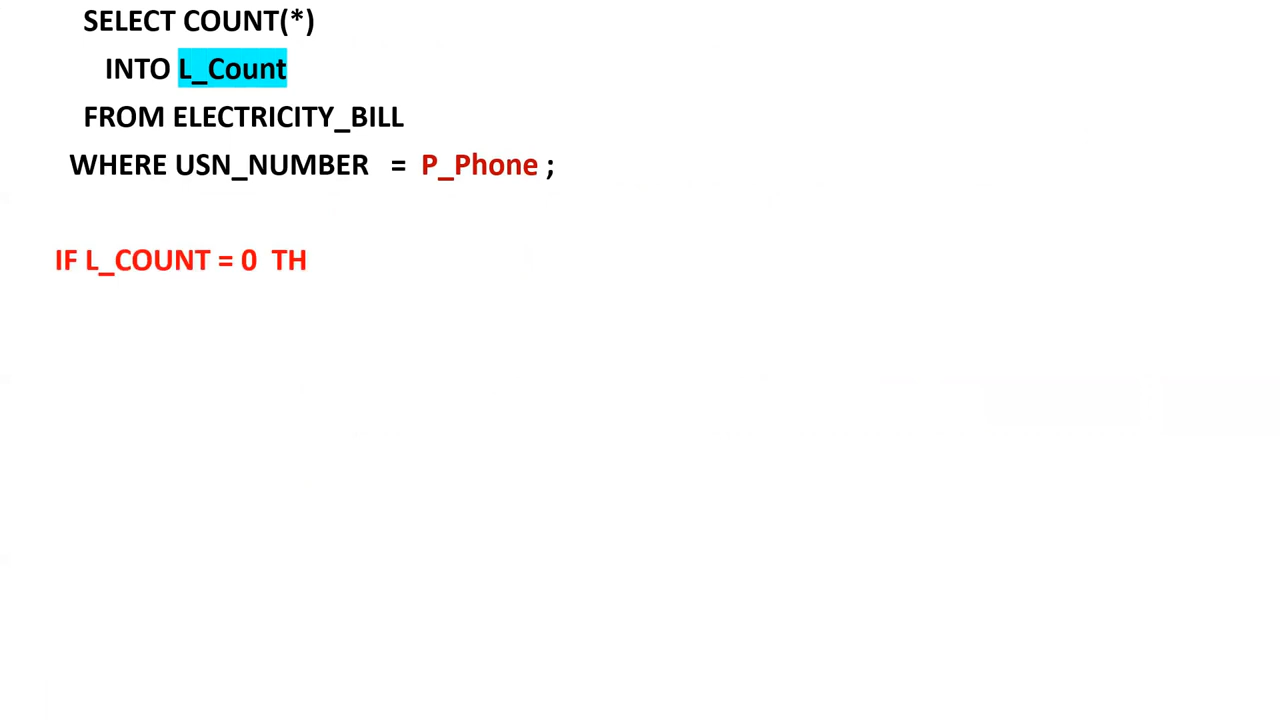 SELECT COUNT(*)
INTO L_Count
FROM ELECTRICITY_BILL
WHERE USN_NUMBER = P_Phone ;
IF L_COUNT = 0 TH